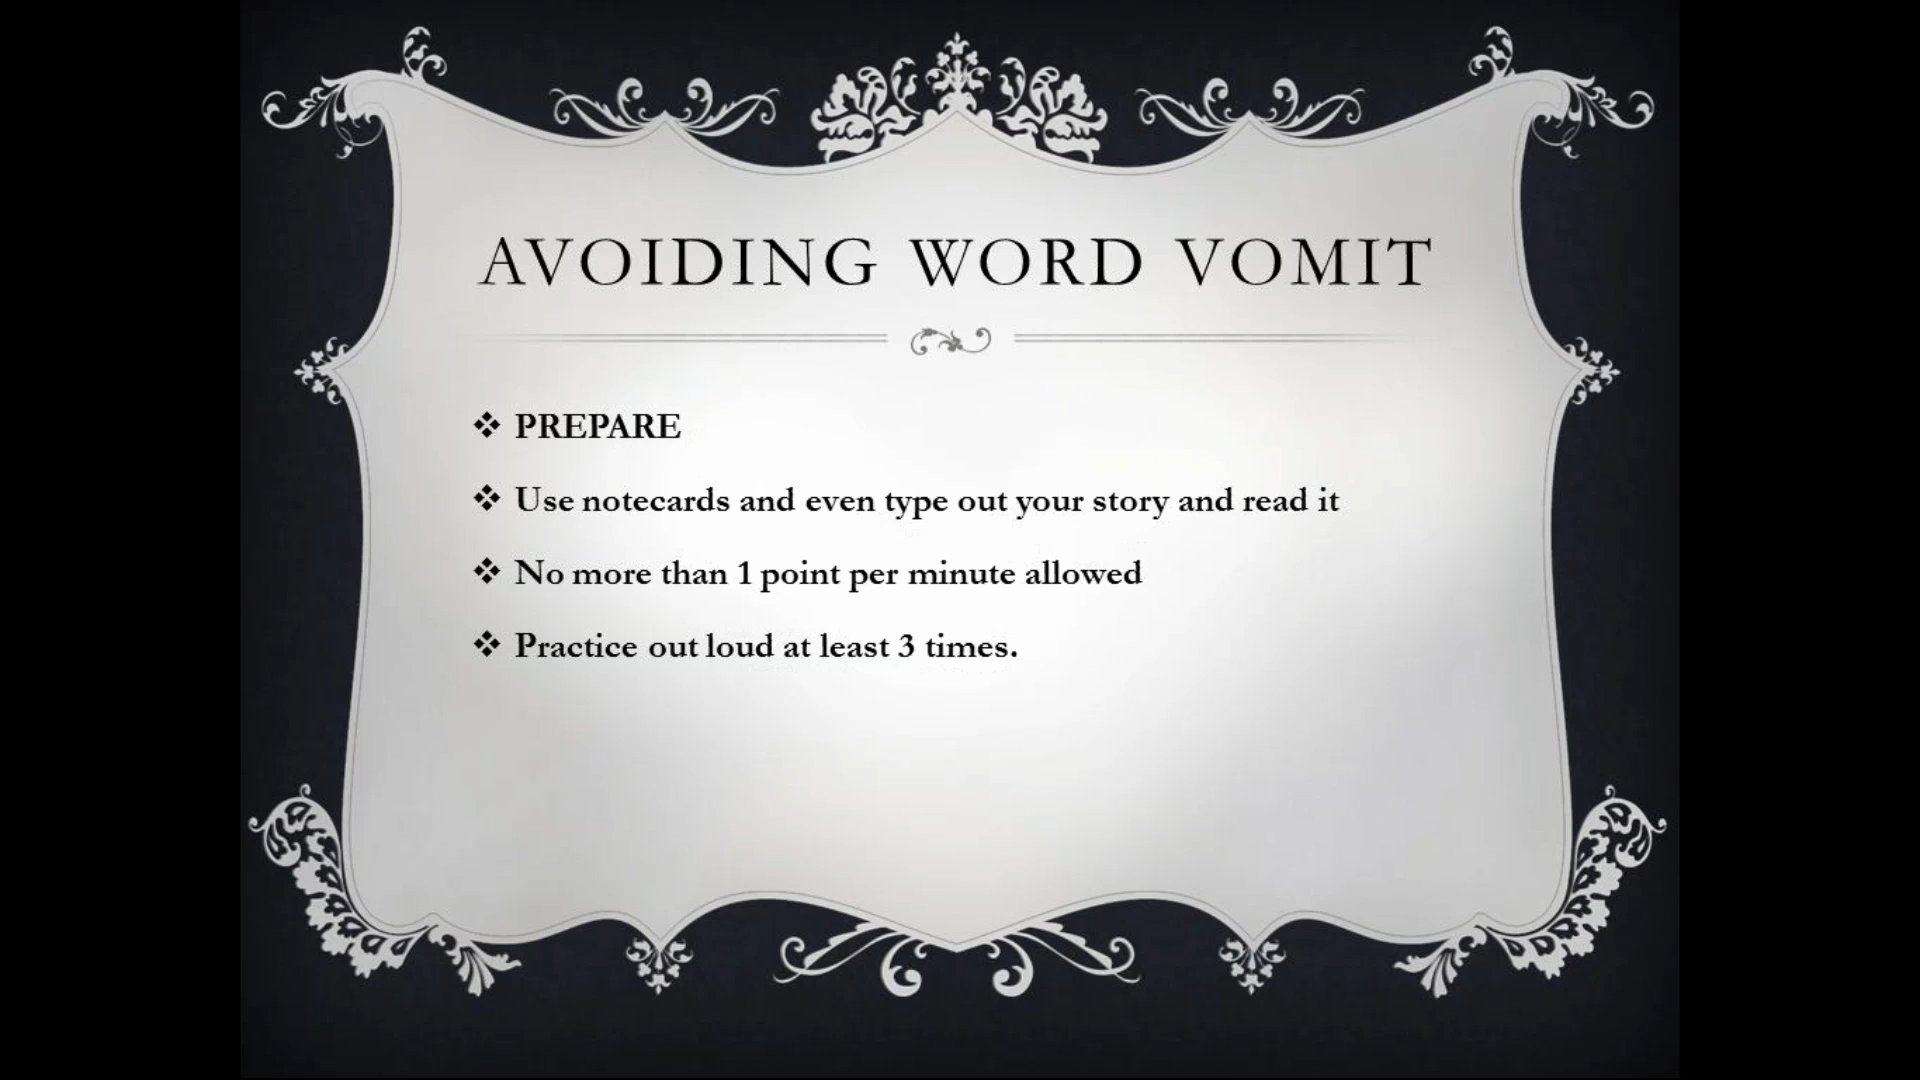 AVOIDING WORD VOMIT
PREPARE
Use notecards and even type out your story and read it
No more than 1 point per minute allowed
Practice out loud at least 3 times.